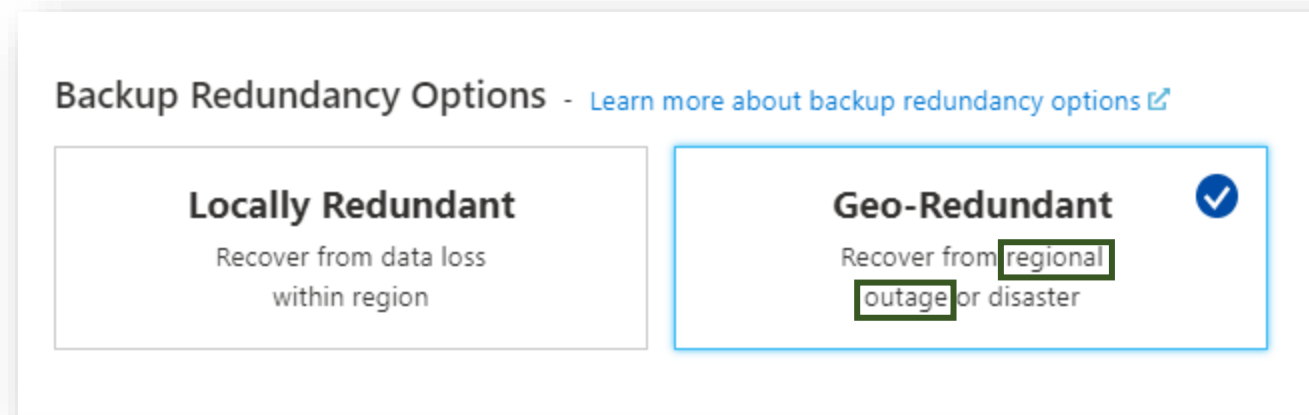 Backup Redundancy Options - Learn more about backup redundancy options
Locally Redundant
Recover from data loss
within region
Geo-Redundant
Recover from regional
outage or disaster